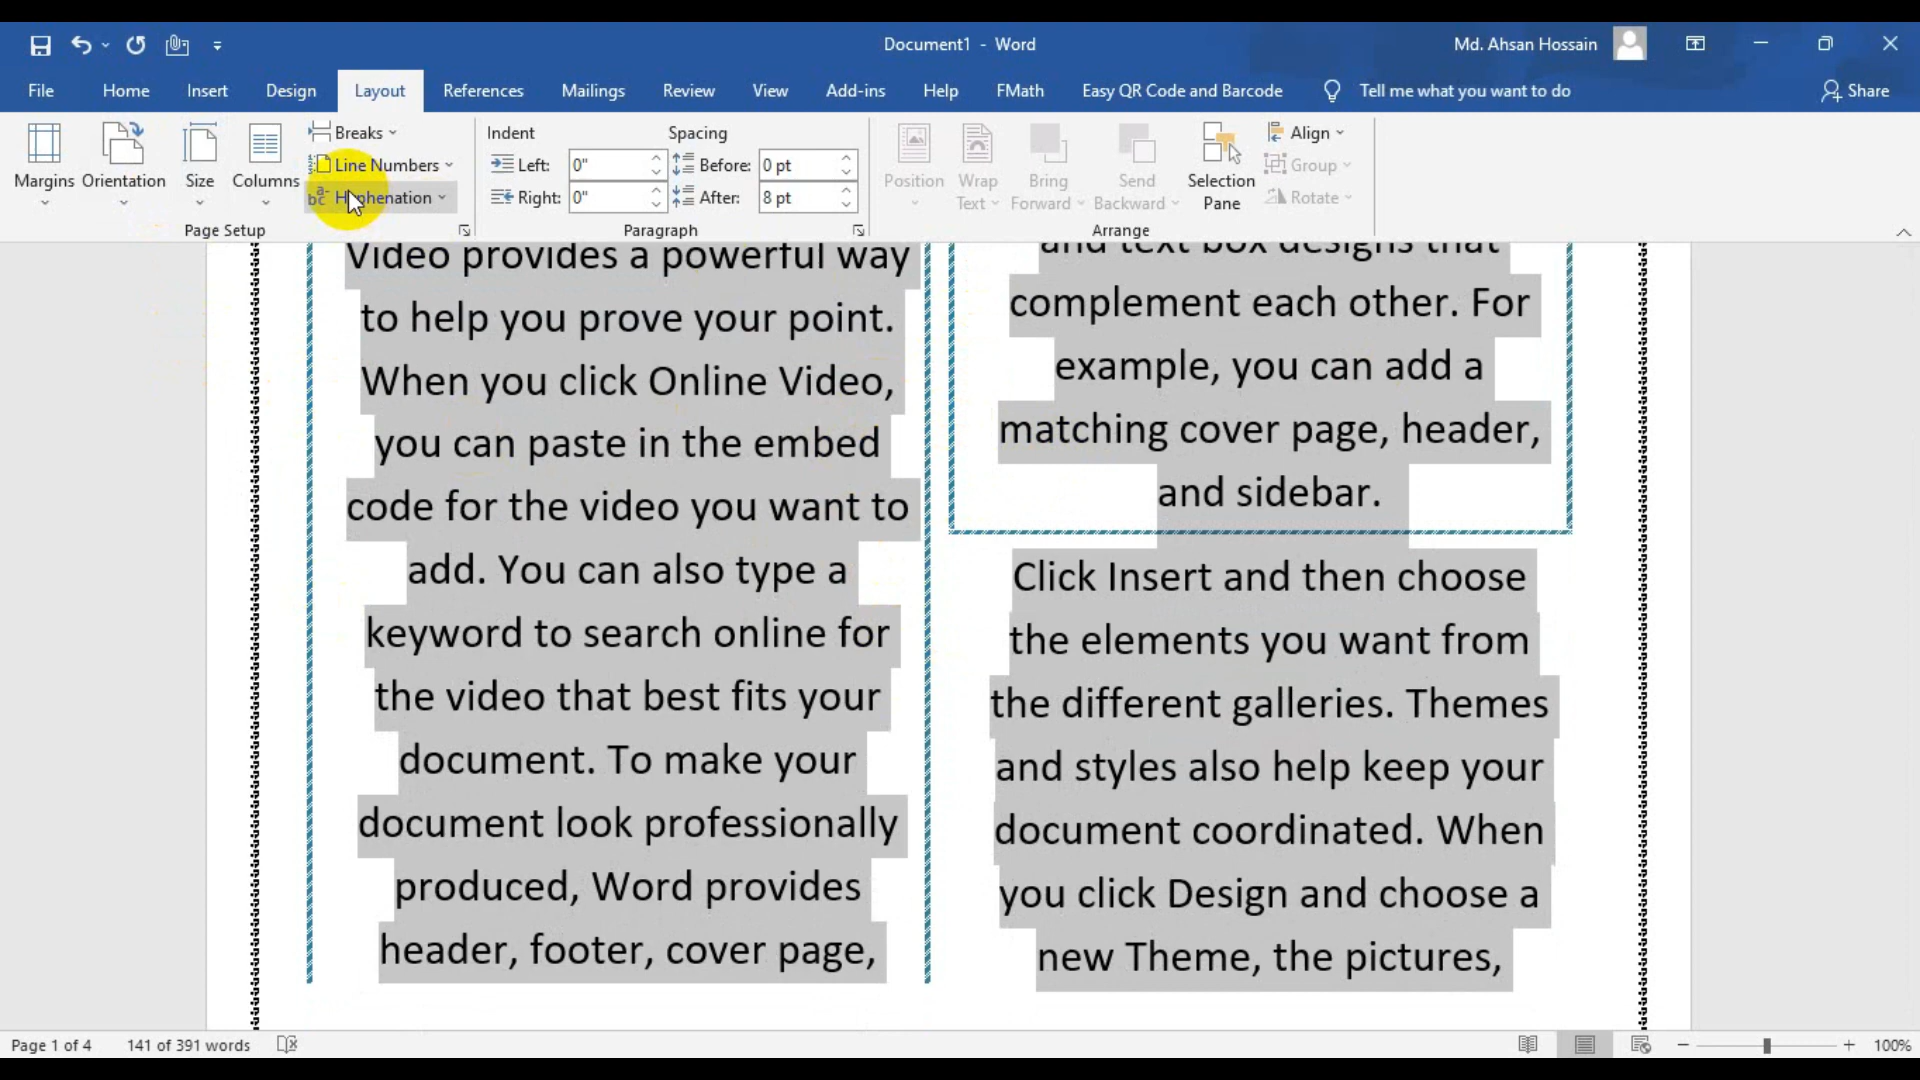 Document1 - Word
Md. Ahsan Hossain
File Home Insert Design Layout References Mailings Review View Add-ins Help FMath Easy QR Code and Barcode Tell me what you want to do Share
Margins
Orientation
Size
Columns
Breaks
Line Numbers
Hyphenation
Page Setup
Indent
Left: 0"
Right: 0"
Spacing
Before: 0 pt
After: 8 pt
Paragraph
Position
Wrap
Text
Bring
Forward
Send
Backward
Selection
Pane
Align
Group
Rotate
Arrange
Video provides a powerful way
to help you prove your point.
When you click Online Video,
you can paste in the embed
code for the video you want to
add. You can also type a
keyword to search online for
the video that best fits your
document. To make your
document look professionally
produced, Word provides
header, footer, cover page,
and text box designs that
complement each other. For
example, you can add a
matching cover page, header,
and sidebar.
Click Insert and then choose
the elements you want from
the different galleries. Themes
and styles also help keep your
document coordinated. When
you click Design and choose a
new Theme, the pictures,
Page 1 of 4 141 of 391 words 100%